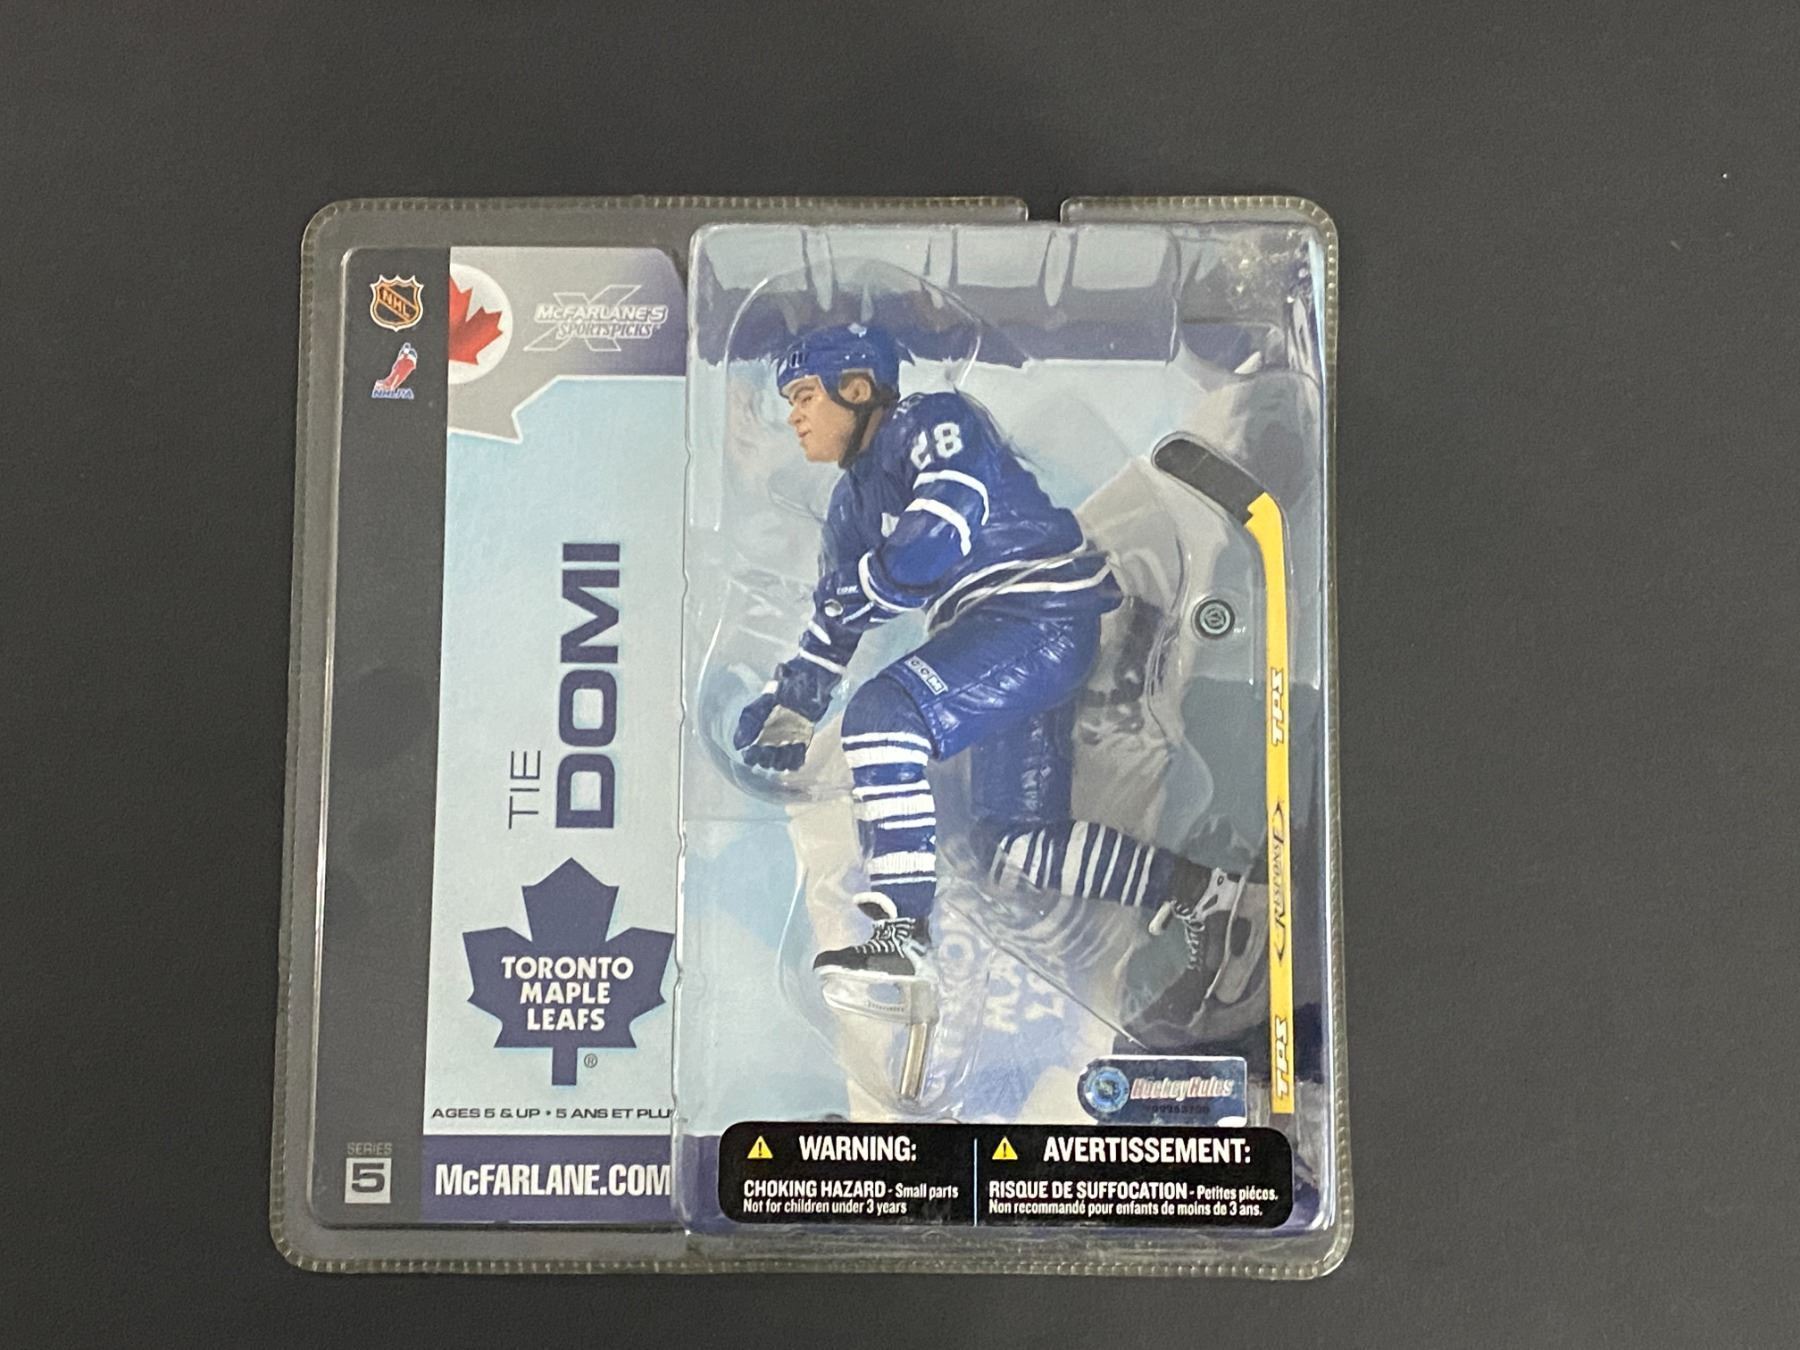 NHL
NHLPA
McFARLANE'S
SPORTSPICKS
TIE
DOMI
TORONTO
MAPLE
LEAFS
®
AGES 5 & UP • 5 ANS ET PLU
SERIES
5
McFARLANE.COM
28
CCM
TPS
RESPONSE
TPS
HockeyRules
WARNING:
CHOKING HAZARD - Small parts
Not for children under 3 years
AVERTISSEMENT:
RISQUE DE SUFFOCATION - Petites pièces.
Non recommandé pour enfants de moins de 3 ans.